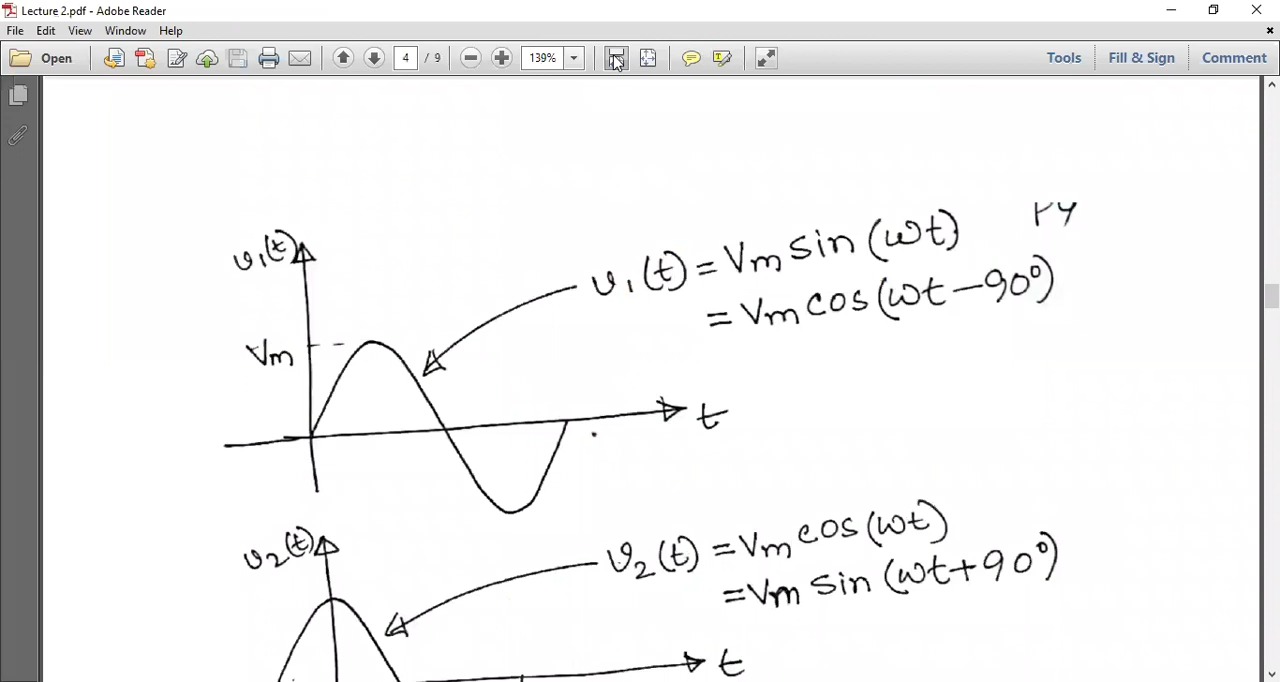 Lecture 2.pdf - Adobe Reader
File Edit View Window Help
Open 4 / 9 139% Tools Fill & Sign Comment
P4
v₁(t)
v₁(t) = Vm sin (ωt)
= Vm cos (ωt − 90°)
Vm
t
v₂(t)
v₂(t) = Vm cos (ωt)
= Vm sin (ωt + 90°)
t